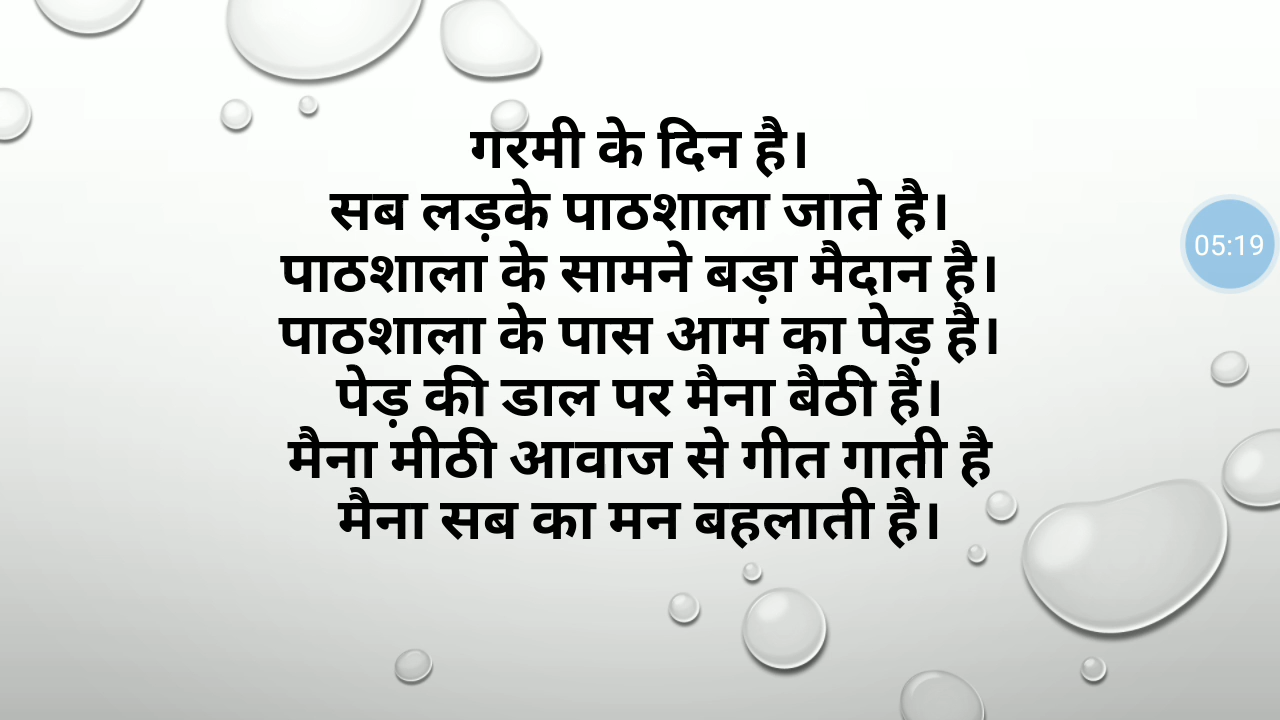 गरमी के दिन है।
सब लड़के पाठशाला जाते है।
पाठशाला के सामने बड़ा मैदान है।
पाठशाला के पास आम का पेड़ है।
पेड़ की डाल पर मैना बैठी है।
मैना मीठी आवाज से गीत गाती है
मैना सब का मन बहलाती है।
05:19